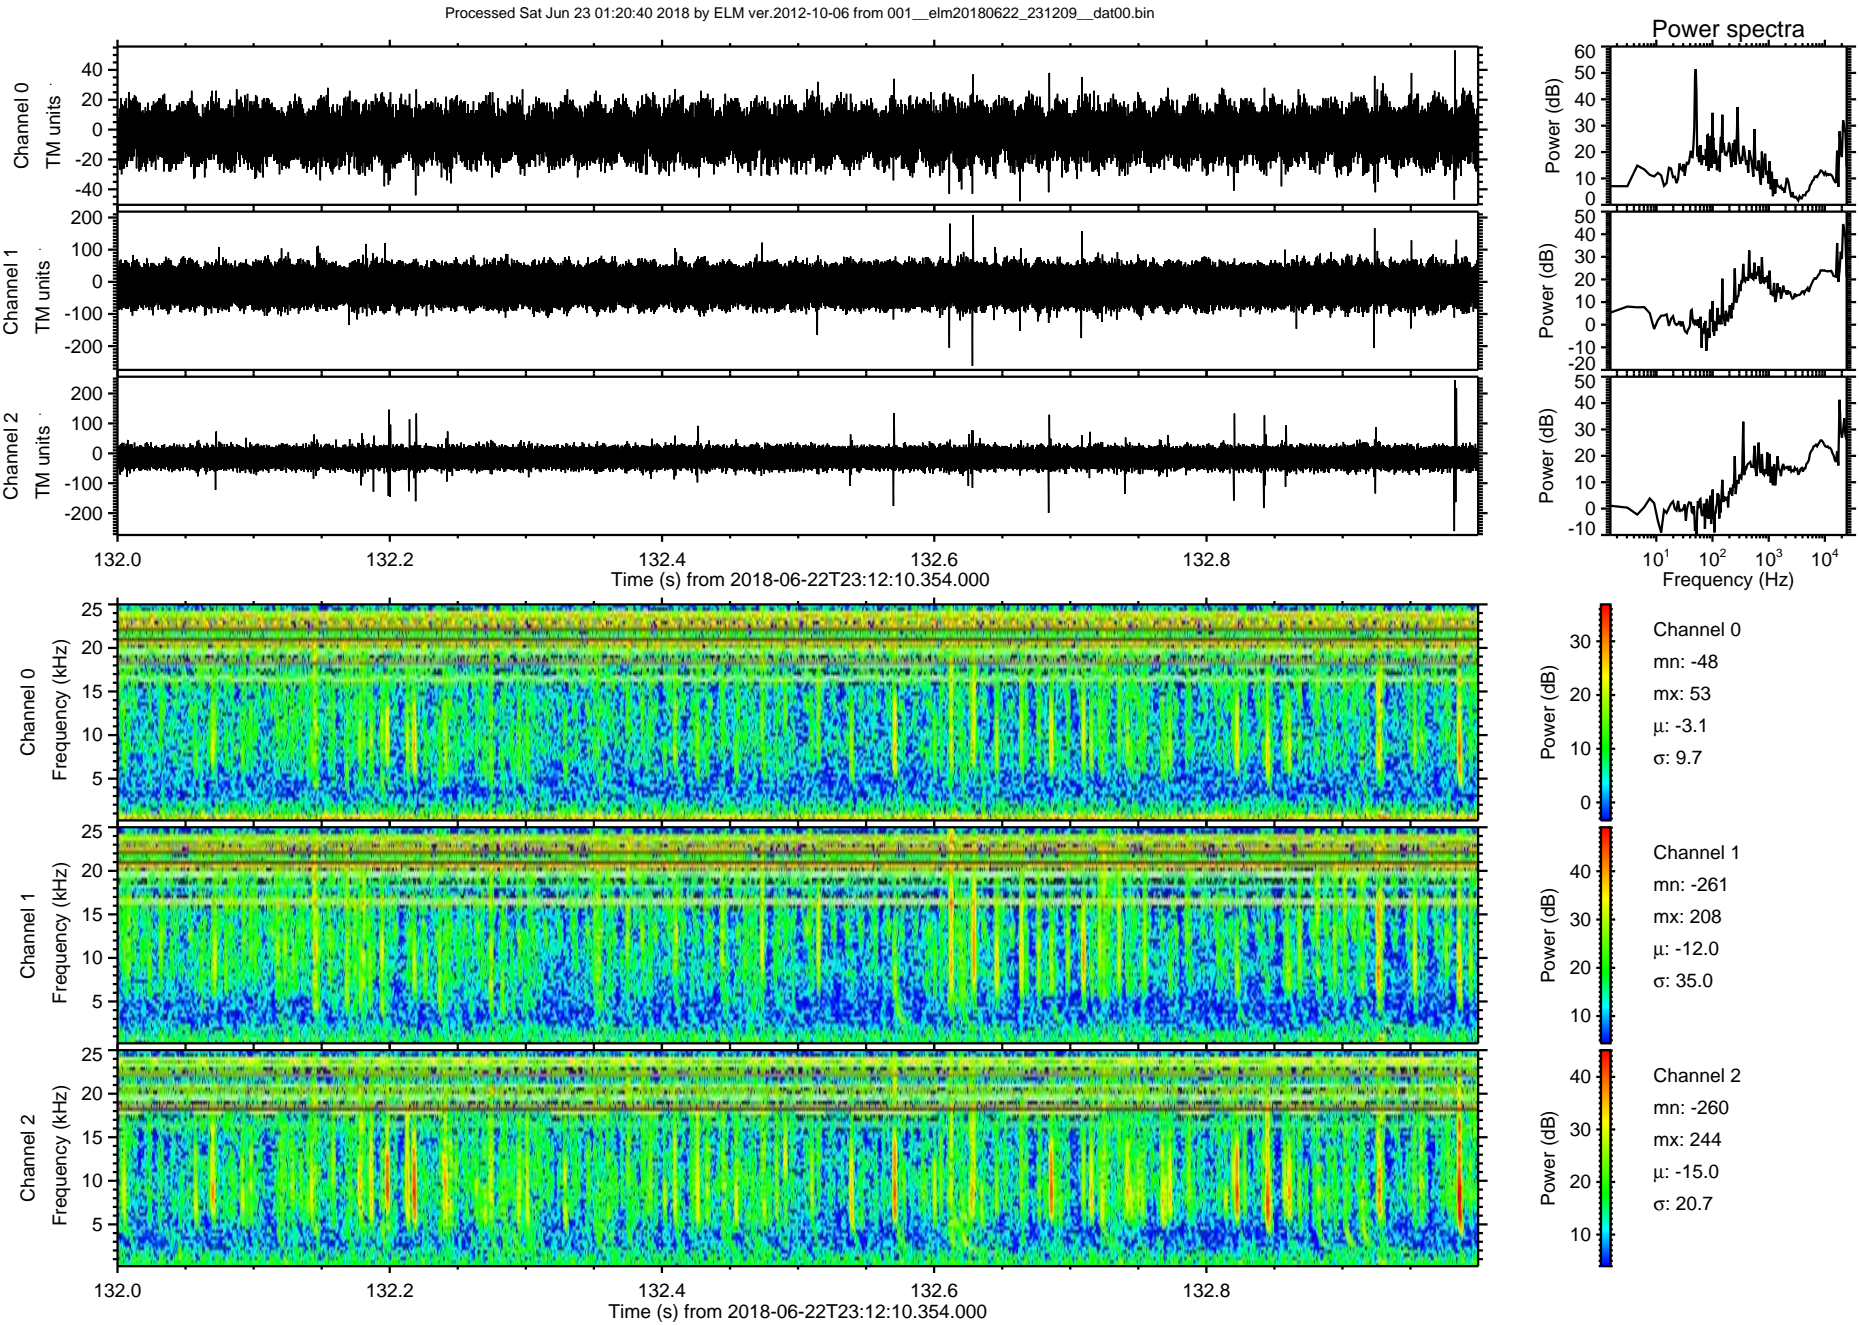 Processed Sat Jun 23 01:20:40 2018 by ELM ver.2012-10-06 from 001__elm20180622_231209__dat00.bin
Power spectra
Channel 0
TM units
40
20
0
-20
-40
Power (dB)
60
50
40
30
20
10
0
Channel 1
TM units
200
100
0
-100
-200
Power (dB)
50
40
30
20
10
0
-10
-20
Channel 2
TM units
200
100
0
-100
-200
Power (dB)
50
40
30
20
10
0
-10
132.0 132.2 132.4 132.6 132.8
Time (s) from 2018-06-22T23:12:10.354.000
10¹ 10² 10³ 10⁴
Frequency (Hz)
Channel 0
Frequency (kHz)
25
20
15
10
5
Power (dB)
30
20
10
0
Channel 0
mn: -48
mx: 53
μ: -3.1
σ: 9.7
Channel 1
Frequency (kHz)
25
20
15
10
5
Power (dB)
40
30
20
10
Channel 1
mn: -261
mx: 208
μ: -12.0
σ: 35.0
Channel 2
Frequency (kHz)
25
20
15
10
5
Power (dB)
40
30
20
10
Channel 2
mn: -260
mx: 244
μ: -15.0
σ: 20.7
132.0 132.2 132.4 132.6 132.8
Time (s) from 2018-06-22T23:12:10.354.000